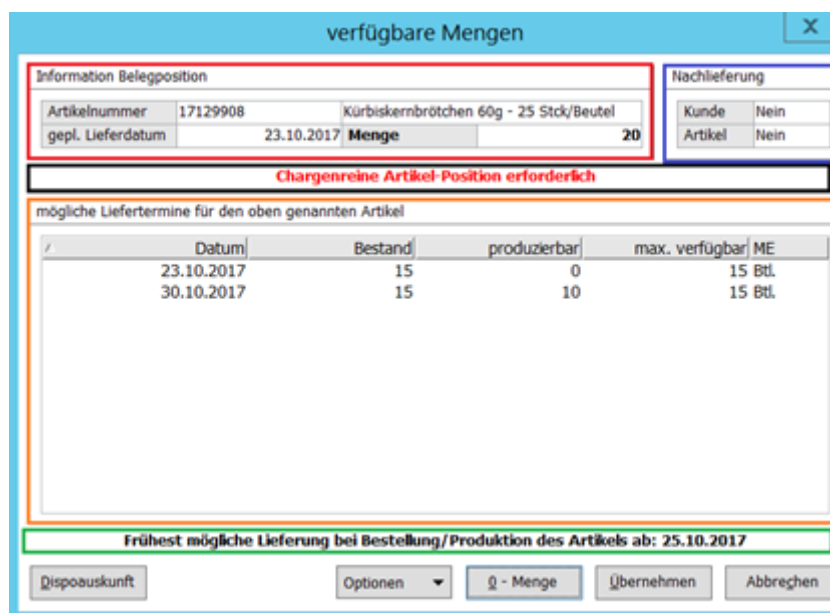 verfügbare Mengen
X
Information Belegposition
Nachlieferung
Artikelnummer 17129908 Kürbiskernbrötchen 60g - 25 Stck/Beutel
Kunde Nein
gepl. Lieferdatum 23.10.2017 Menge 20
Artikel Nein
Chargenreine Artikel-Position erforderlich
mögliche Liefertermine für den oben genannten Artikel
Datum Bestand produzierbar max. verfügbar ME
23.10.2017 15 0 15 Btl.
30.10.2017 15 10 15 Btl.
Frühest mögliche Lieferung bei Bestellung/Produktion des Artikels ab: 25.10.2017
Dispoauskunft Optionen 0 - Menge Übernehmen Abbrechen